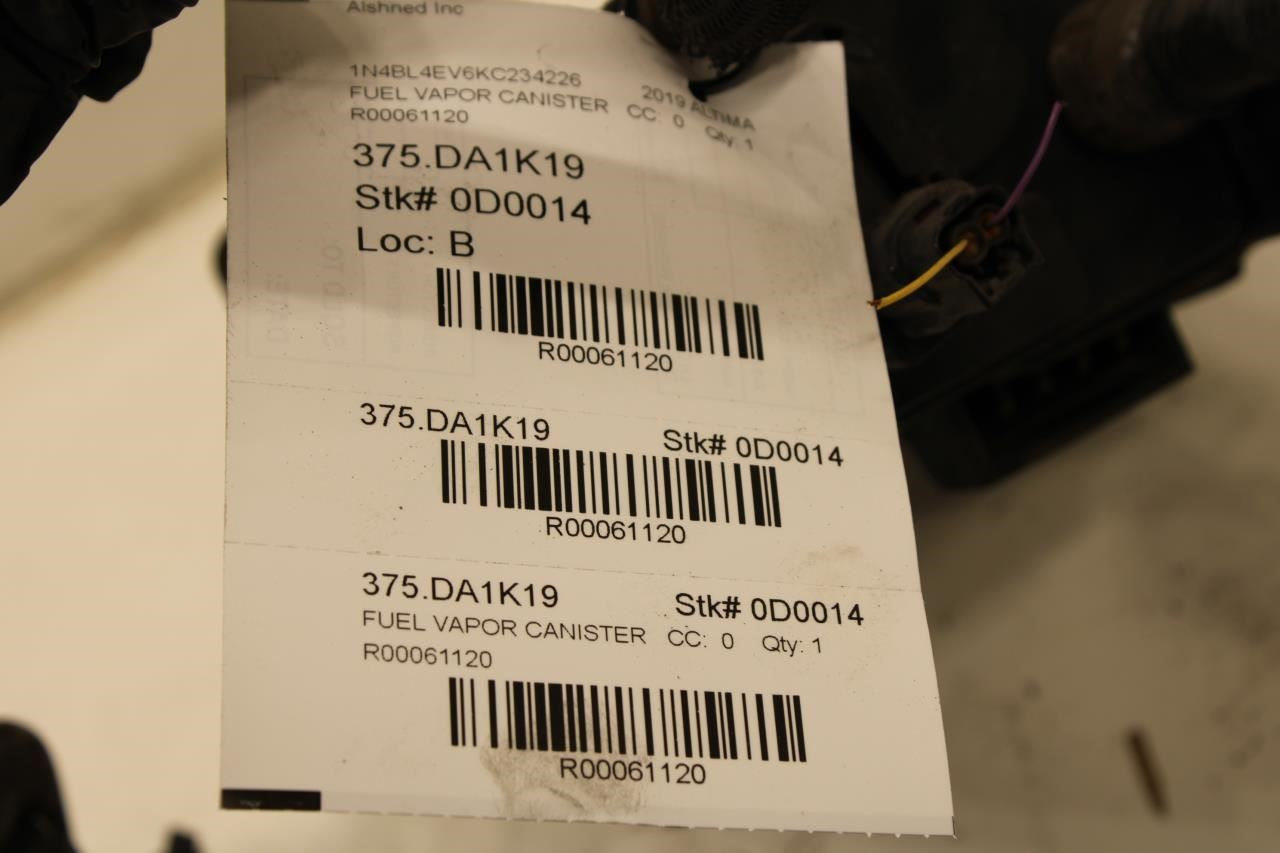 Alshned Inc
1N4BL4EV6KC234226 2019 ALTIMA
FUEL VAPOR CANISTER CC: 0 Qty: 1
R00061120
375.DA1K19
Stk# 0D0014
Loc: B
R00061120
375.DA1K19 Stk# 0D0014
R00061120
375.DA1K19 Stk# 0D0014
FUEL VAPOR CANISTER CC: 0 Qty: 1
R00061120
R00061120